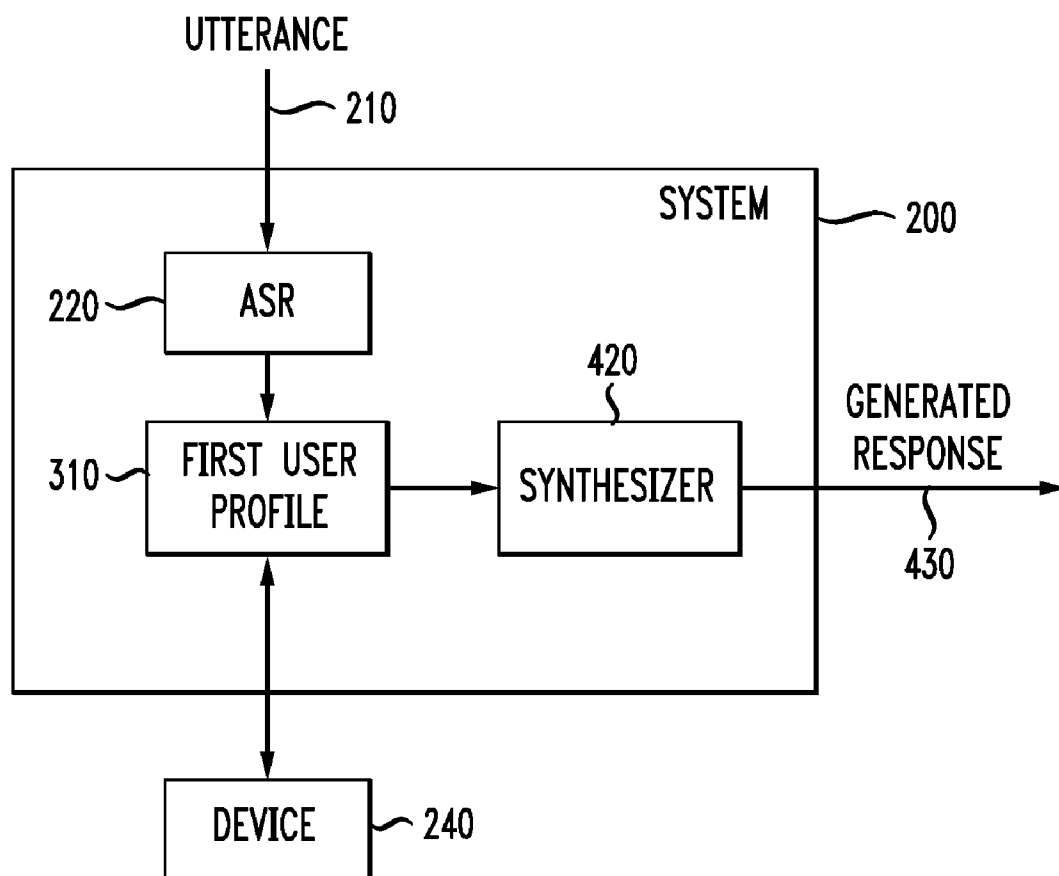 UTTERANCE
210
SYSTEM
200
220
ASR
420
GENERATED
RESPONSE
310
FIRST USER
PROFILE
SYNTHESIZER
430
DEVICE
240